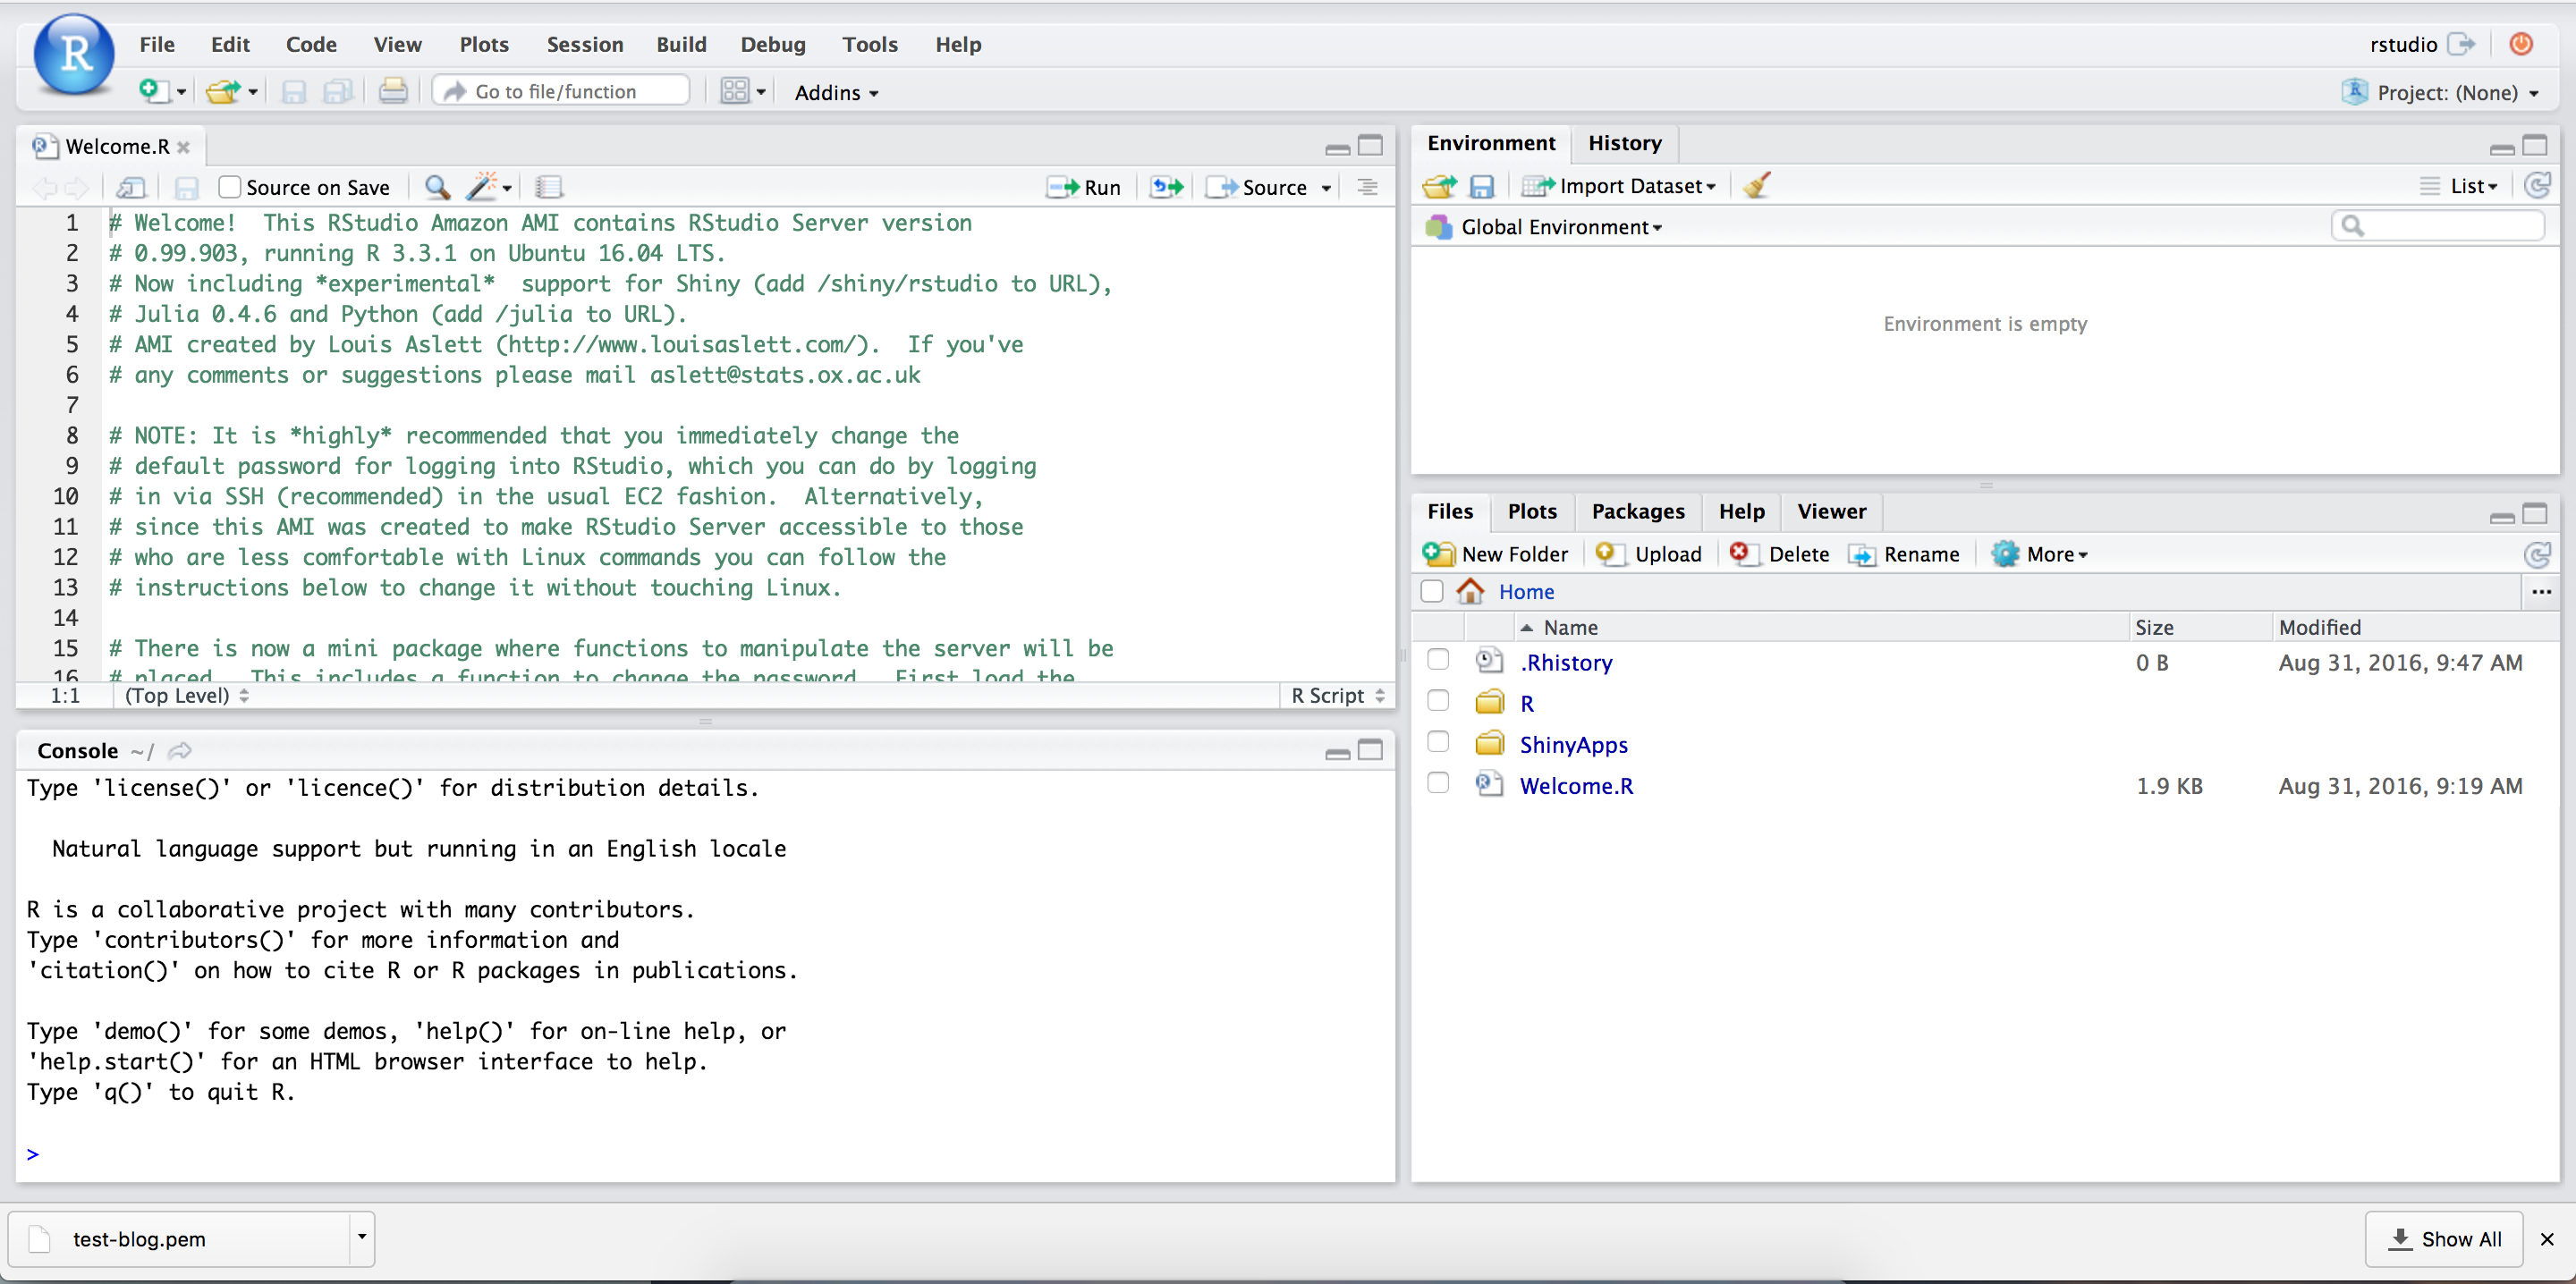 R
File Edit Code View Plots Session Build Debug Tools Help
rstudio
Go to file/function
Addins
Project: (None)
Welcome.R
Source on Save
Run
Source
1 # Welcome!  This RStudio Amazon AMI contains RStudio Server version
2 # 0.99.903, running R 3.3.1 on Ubuntu 16.04 LTS.
3 # Now including *experimental*  support for Shiny (add /shiny/rstudio to URL),
4 # Julia 0.4.6 and Python (add /julia to URL).
5 # AMI created by Louis Aslett (http://www.louisaslett.com/).  If you've
6 # any comments or suggestions please mail aslett@stats.ox.ac.uk
7
8 # NOTE: It is *highly* recommended that you immediately change the
9 # default password for logging into RStudio, which you can do by logging
10 # in via SSH (recommended) in the usual EC2 fashion.  Alternatively,
11 # since this AMI was created to make RStudio Server accessible to those
12 # who are less comfortable with Linux commands you can follow the
13 # instructions below to change it without touching Linux.
14
15 # There is now a mini package where functions to manipulate the server will be
16 # placed.  This includes a function to change the password.  First load the
1:1 (Top Level) R Script
Console ~/
Type 'license()' or 'licence()' for distribution details.
Natural language support but running in an English locale
R is a collaborative project with many contributors.
Type 'contributors()' for more information and
'citation()' on how to cite R or R packages in publications.
Type 'demo()' for some demos, 'help()' for on-line help, or
'help.start()' for an HTML browser interface to help.
Type 'q()' to quit R.
>
Environment History
Import Dataset List
Global Environment
Environment is empty
Files Plots Packages Help Viewer
New Folder Upload Delete Rename More
Home ...
Name Size Modified
.Rhistory 0 B Aug 31, 2016, 9:47 AM
R
ShinyApps
Welcome.R 1.9 KB Aug 31, 2016, 9:19 AM
test-blog.pem
Show All